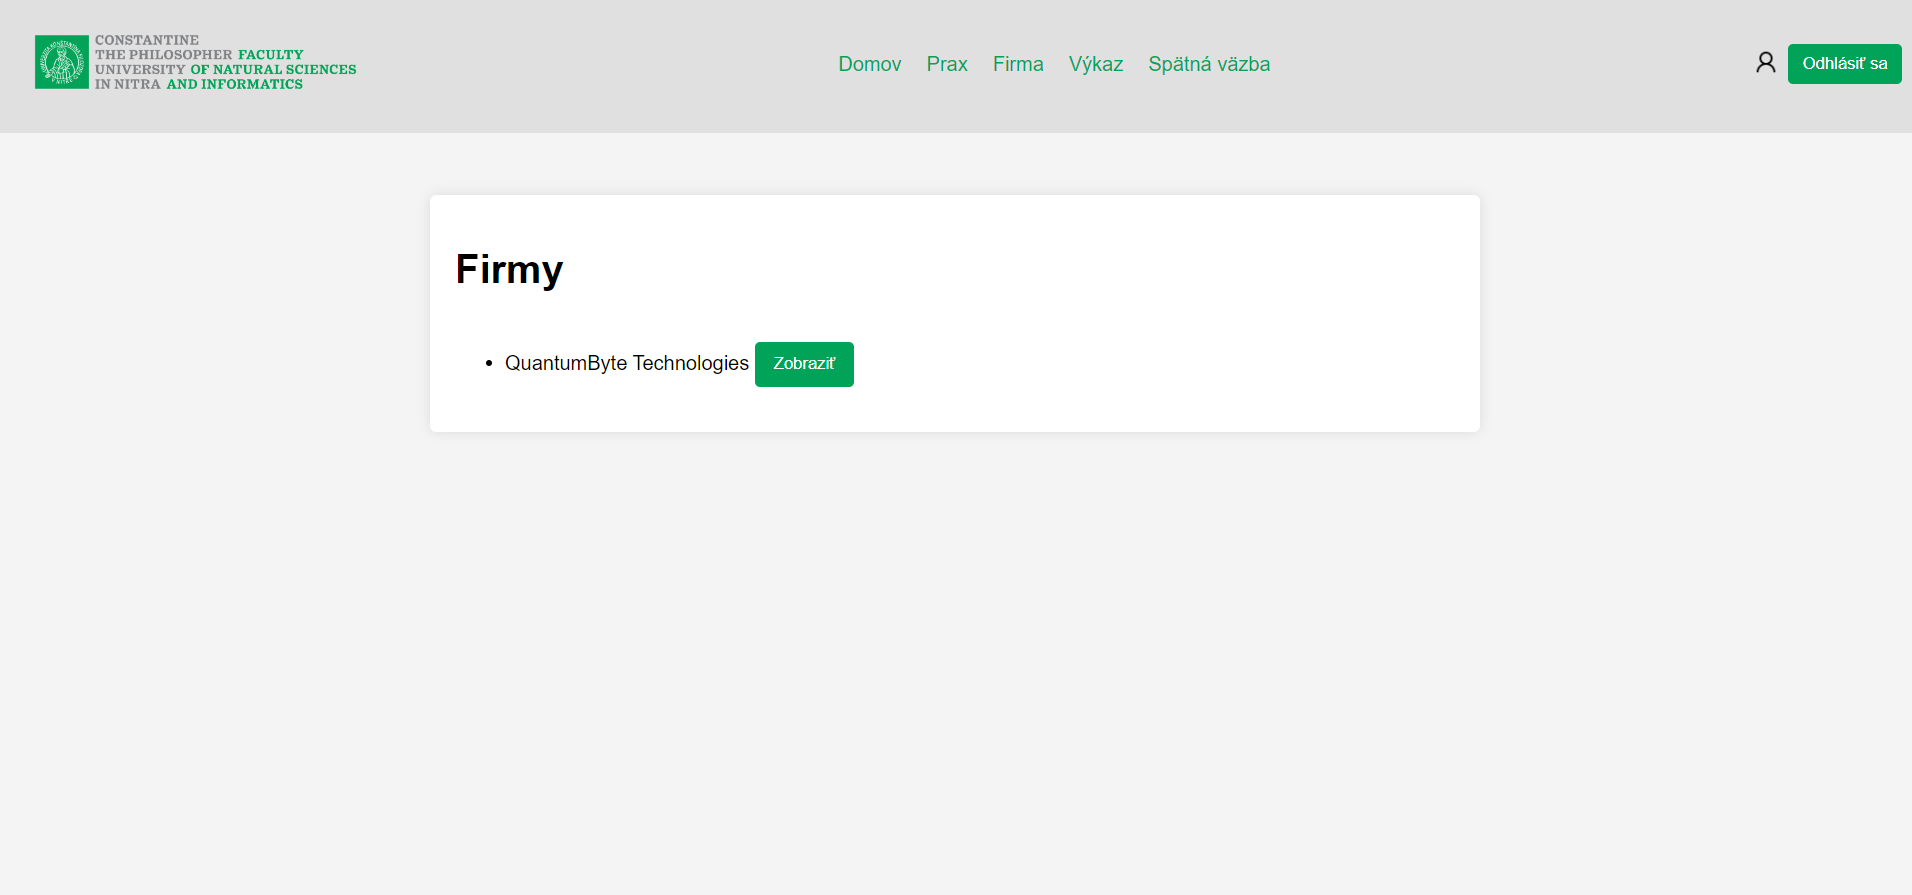 CONSTANTINE
THE PHILOSOPHER FACULTY
UNIVERSITY OF NATURAL SCIENCES
IN NITRA AND INFORMATICS
Domov Prax Firma Výkaz Spätná väzba
Odhlásiť sa
Firmy
QuantumByte Technologies Zobraziť